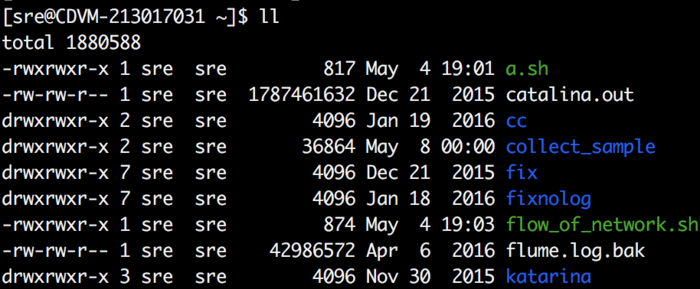 [sre@CDVM-213017031 ~]$ ll
total 1880588
-rwxrwxr-x 1 sre  sre         817 May  4 19:01 a.sh
-rw-rw-r-- 1 sre  sre  1787461632 Dec 21  2015 catalina.out
drwxrwxr-x 2 sre  sre        4096 Jan 19  2016 cc
drwxrwxr-x 2 sre  sre       36864 May  8 00:00 collect_sample
drwxrwxr-x 7 sre  sre        4096 Dec 21  2015 fix
drwxrwxr-x 7 sre  sre        4096 Jan 18  2016 fixnolog
-rwxrwxr-x 1 sre  sre         874 May  4 19:03 flow_of_network.sh
-rw-rw-r-- 1 sre  sre    42986572 Apr  6  2016 flume.log.bak
drwxrwxr-x 3 sre  sre        4096 Nov 30  2015 katarina